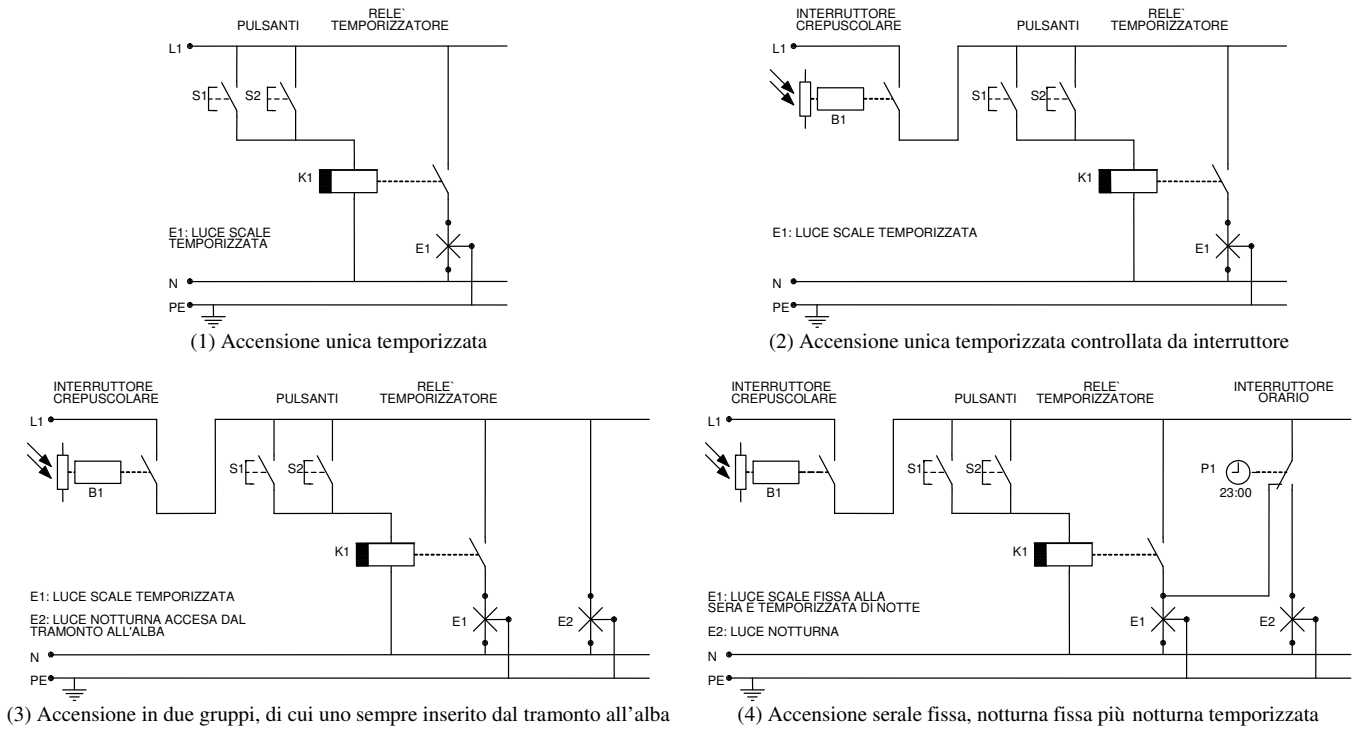 PULSANTI
RELE`
TEMPORIZZATORE
L1
S1
S2
K1
E1: LUCE SCALE
TEMPORIZZATA
E1
N
PE
(1) Accensione unica temporizzata
INTERRUTTORE
CREPUSCOLARE
PULSANTI
RELE`
TEMPORIZZATORE
L1
B1
S1
S2
K1
E1: LUCE SCALE TEMPORIZZATA
E1
N
PE
(2) Accensione unica temporizzata controllata da interruttore
INTERRUTTORE
CREPUSCOLARE
PULSANTI
RELE`
TEMPORIZZATORE
L1
B1
S1
S2
K1
E1: LUCE SCALE TEMPORIZZATA
E2: LUCE NOTTURNA ACCESA DAL
TRAMONTO ALL'ALBA
E1
E2
N
PE
(3) Accensione in due gruppi, di cui uno sempre inserito dal tramonto all'alba
INTERRUTTORE
CREPUSCOLARE
PULSANTI
RELE`
TEMPORIZZATORE
INTERRUTTORE
ORARIO
L1
B1
S1
S2
P1
23:00
K1
E1: LUCE SCALE FISSA ALLA
SERA E TEMPORIZZATA DI NOTTE
E2: LUCE NOTTURNA
E1
E2
N
PE
(4) Accensione serale fissa, notturna fissa più notturna temporizzata